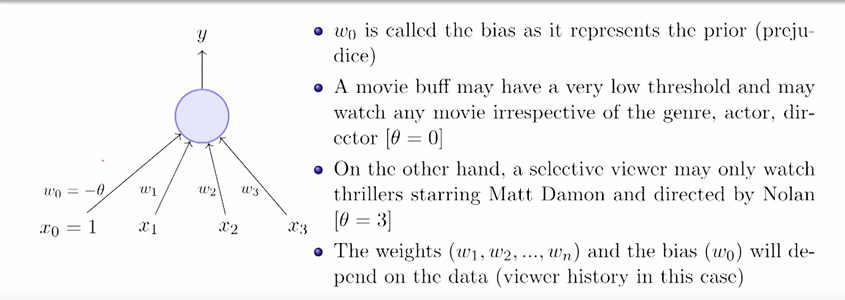 y
w₀ = −θ
w₁
w₂
w₃
x₀ = 1
x₁
x₂
x₃
w₀ is called the bias as it represents the prior (preju-
dice)
A movie buff may have a very low threshold and may
watch any movie irrespective of the genre, actor, dir-
ector [θ = 0]
On the other hand, a selective viewer may only watch
thrillers starring Matt Damon and directed by Nolan
[θ = 3]
The weights (w₁, w₂, ..., wₙ) and the bias (w₀) will de-
pend on the data (viewer history in this case)